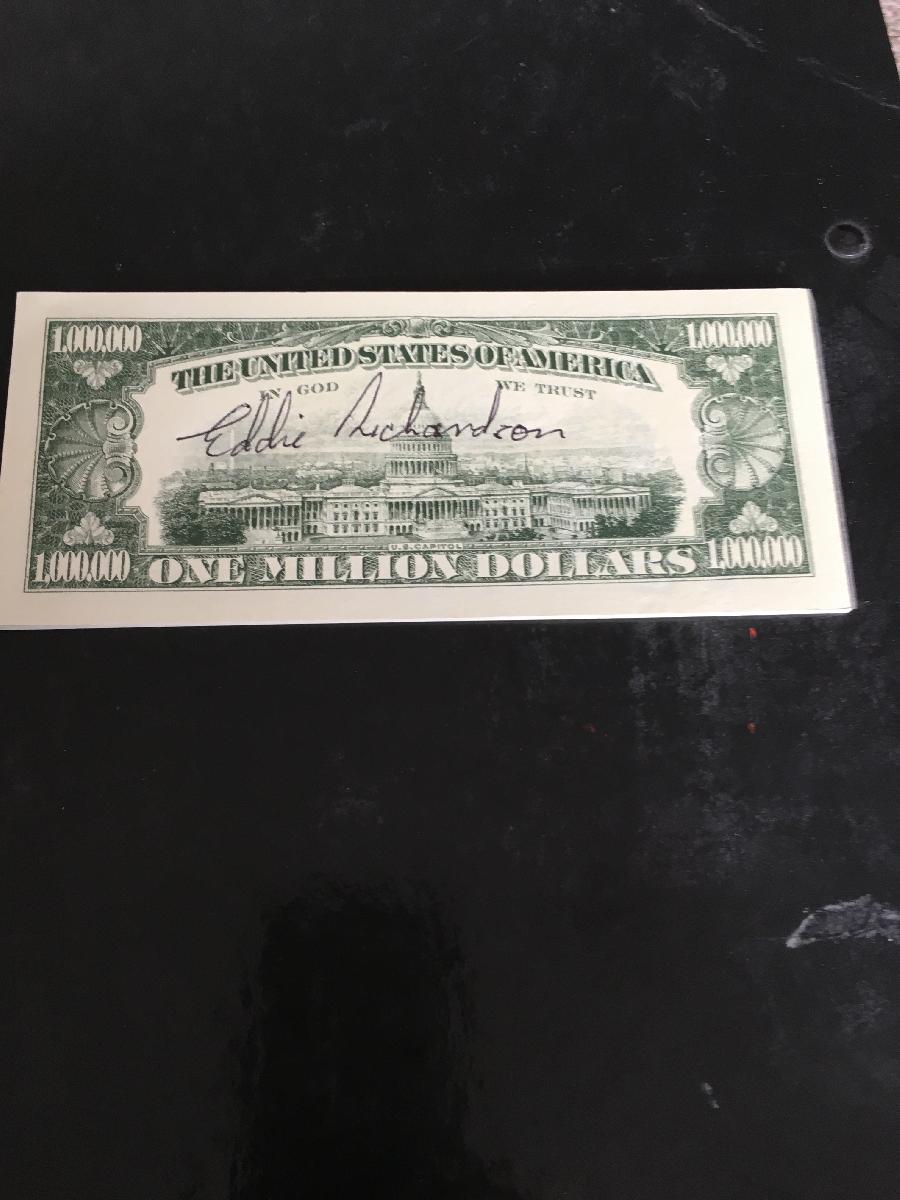 1,000,000 1,000,000
THE UNITED STATES OF AMERICA
IN GOD WE TRUST
Eddie Richardson
U.S. CAPITOL
1,000,000 ONE MILLION DOLLARS 1,000,000